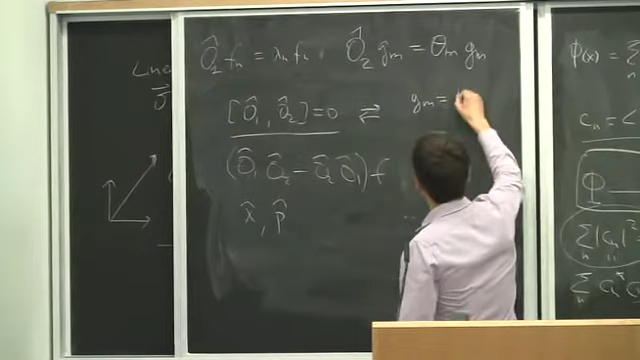 Ô₁ fₙ = λₙ fₙ , Ô₂ gₘ = θₘ gₘ
[Ô₁, Ô₂] = 0 ⇄ gₘ =
(Ô₁ Ô₂ − Ô₂ Ô₁) f
x̂, p̂
φ(x) = Σ
n
cₙ = <
Φ
Σ |cₙ|²
n
Σ
n